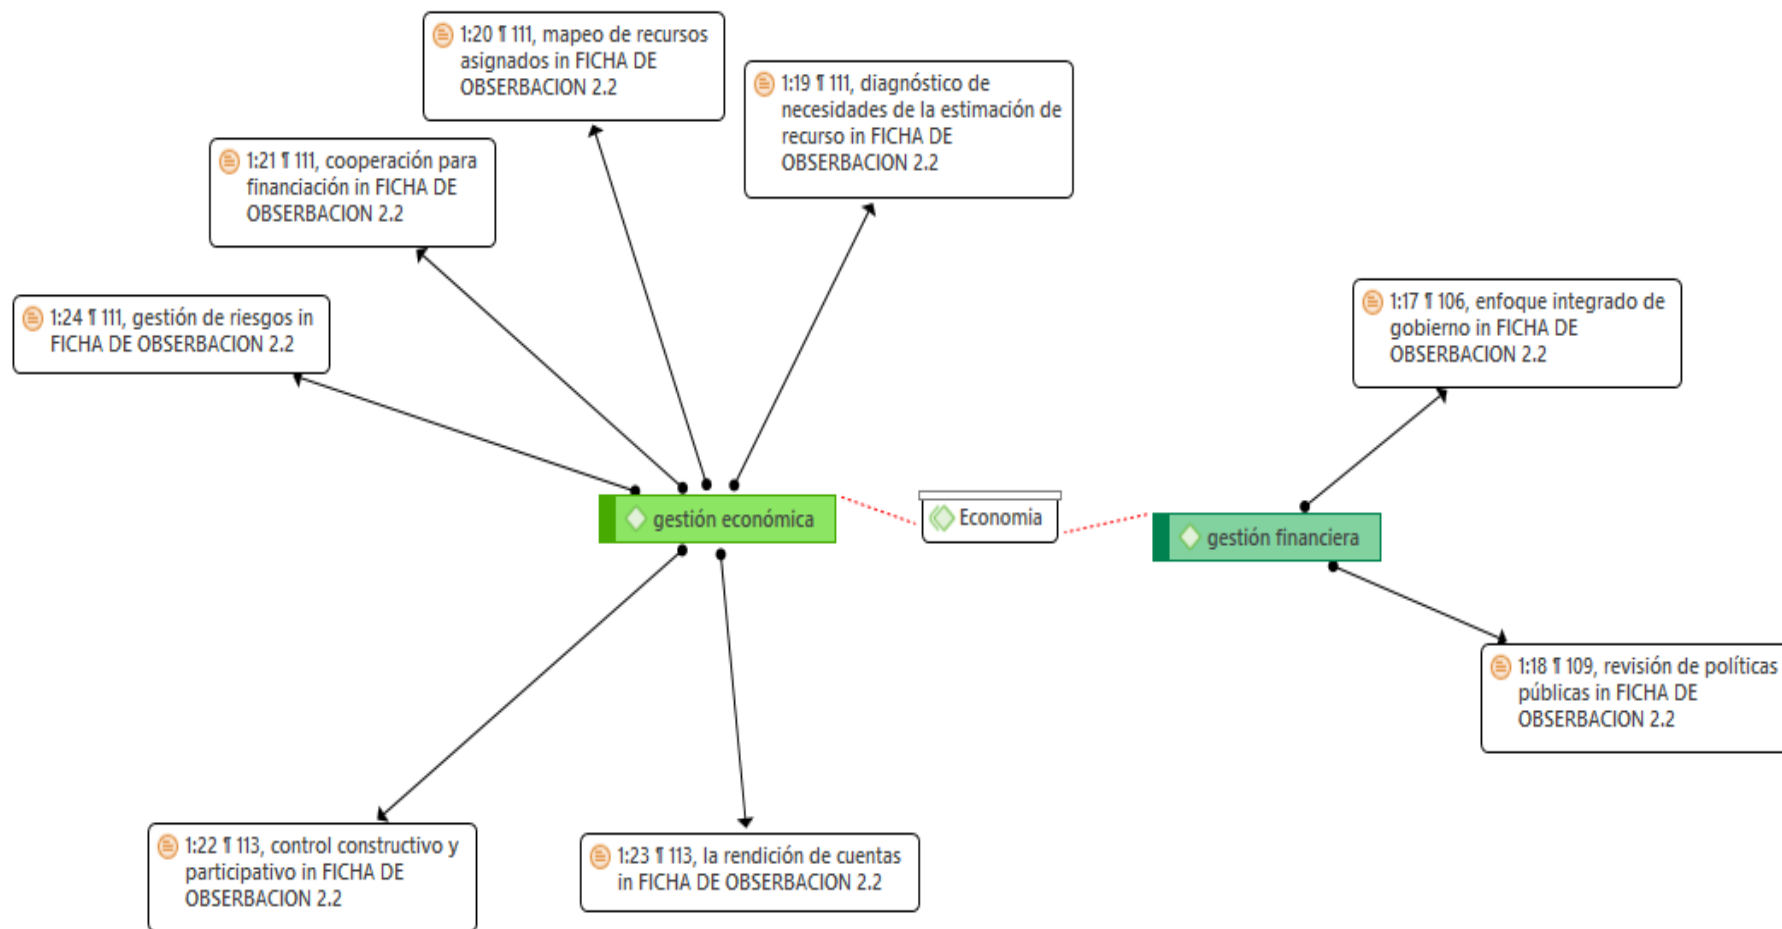 1:20 ¶ 111, mapeo de recursos
asignados in FICHA DE
OBSERBACION 2.2
1:19 ¶ 111, diagnóstico de
necesidades de la estimación de
recurso in FICHA DE
OBSERBACION 2.2
1:21 ¶ 111, cooperación para
financiación in FICHA DE
OBSERBACION 2.2
1:24 ¶ 111, gestión de riesgos in
FICHA DE OBSERBACION 2.2
1:17 ¶ 106, enfoque integrado de
gobierno in FICHA DE
OBSERBACION 2.2
gestión económica
Economia
gestión financiera
1:18 ¶ 109, revisión de políticas
públicas in FICHA DE
OBSERBACION 2.2
1:22 ¶ 113, control constructivo y
participativo in FICHA DE
OBSERBACION 2.2
1:23 ¶ 113, la rendición de cuentas
in FICHA DE OBSERBACION 2.2